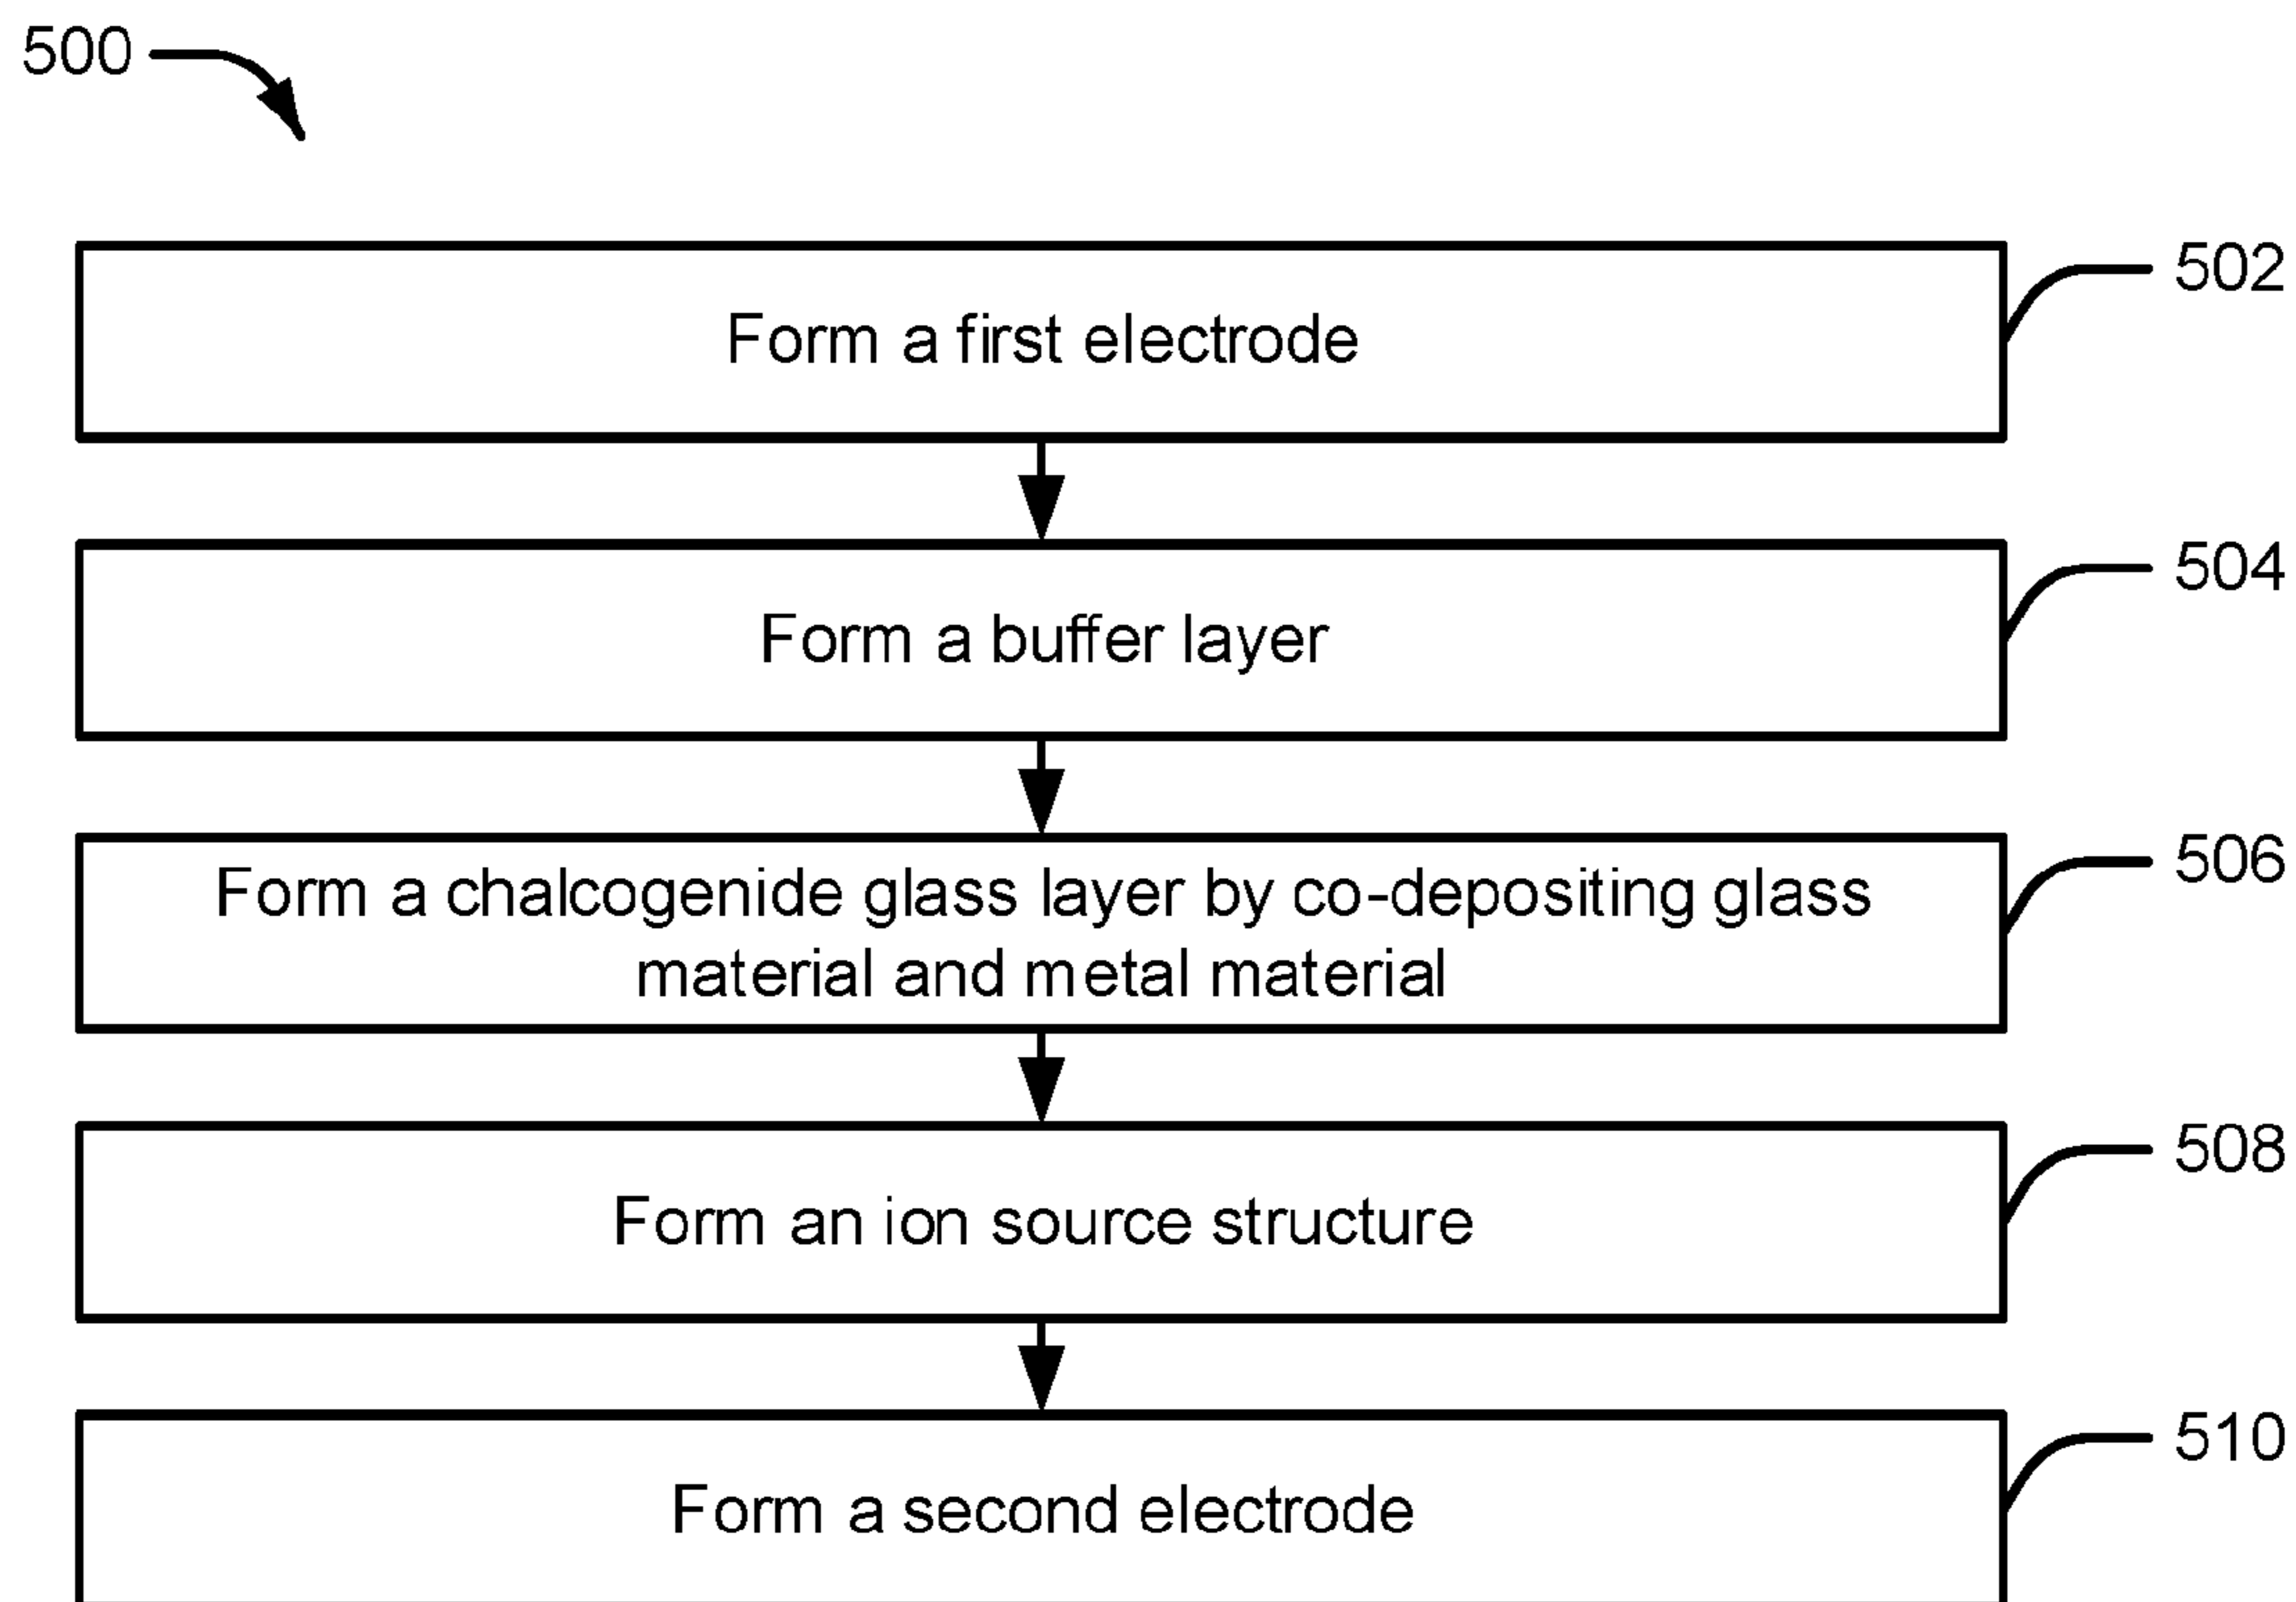 500
502
Form a first electrode
504
Form a buffer layer
506
Form a chalcogenide glass layer by co-depositing glass
material and metal material
508
Form an ion source structure
510
Form a second electrode